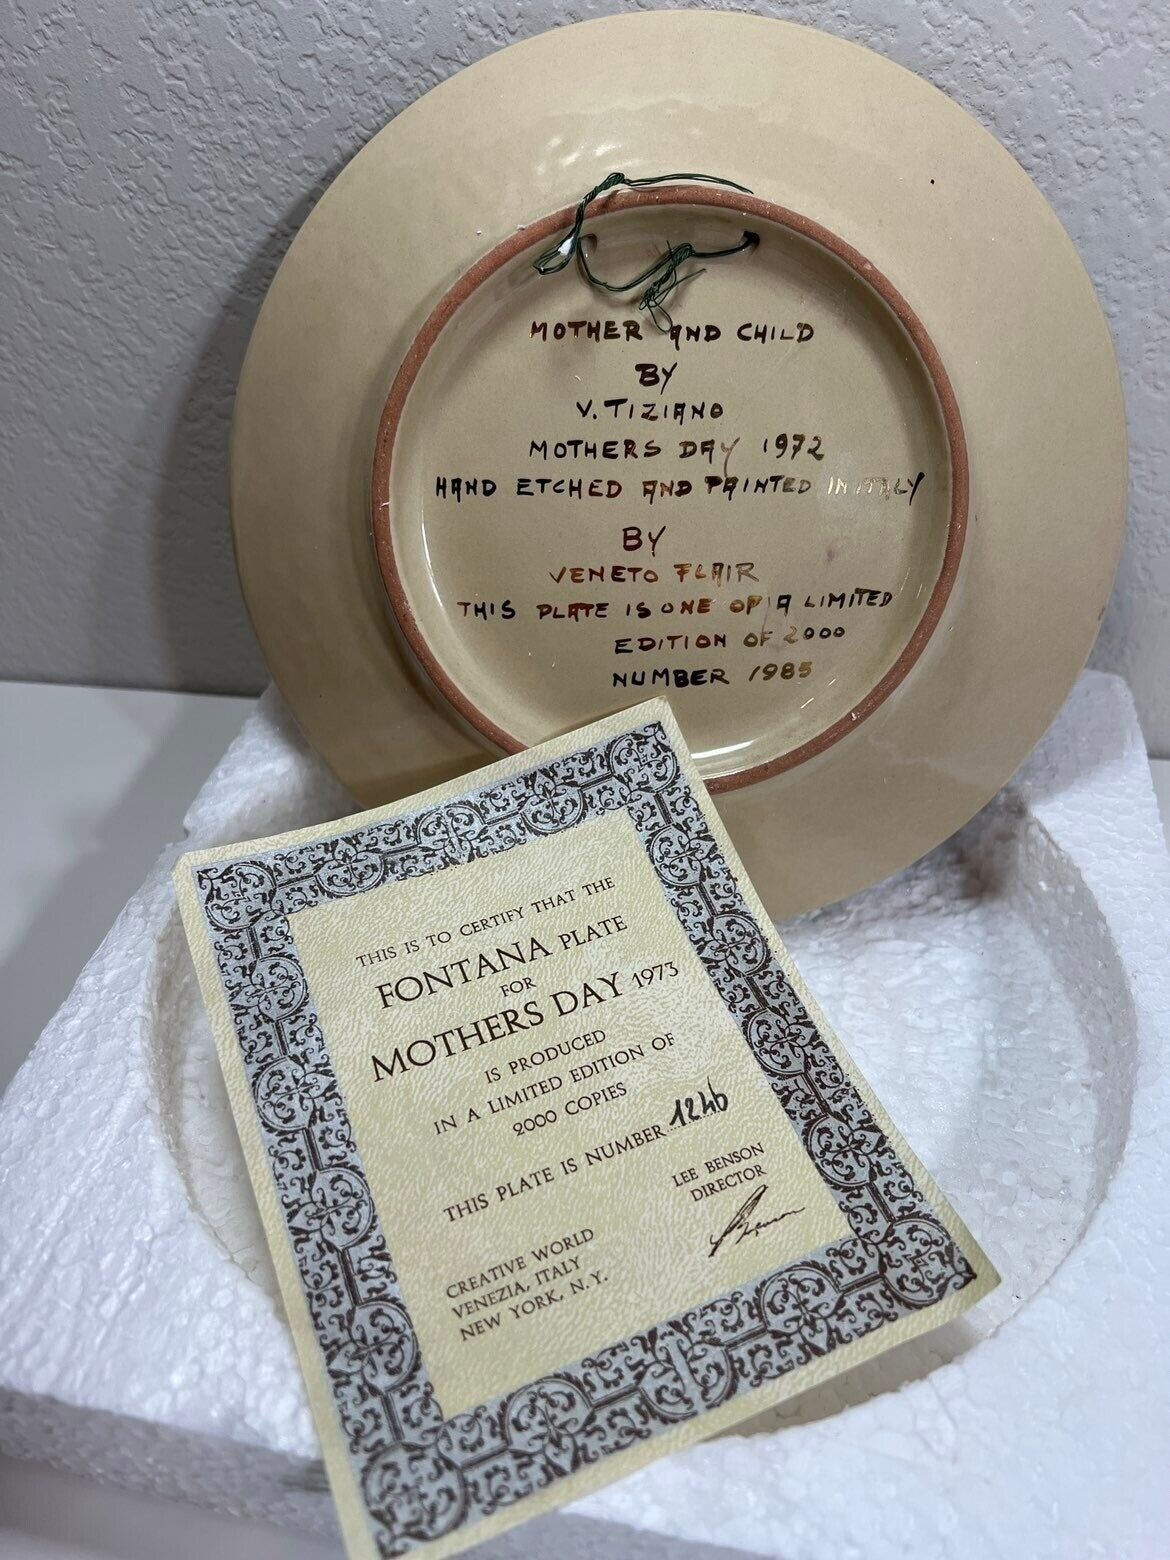 MOTHER AND CHILD
BY
V. TIZIANO
MOTHERS DAY 1972
HAND ETCHED AND PAINTED IN ITALY
BY
VENETO FLAIR
THIS PLATE IS ONE OF A LIMITED
EDITION OF 2000
NUMBER 1985
THIS IS TO CERTIFY THAT THE
FONTANA PLATE
FOR
MOTHERS DAY 1973
IS PRODUCED
IN A LIMITED EDITION OF
2000 COPIES
THIS PLATE IS NUMBER 1246
LEE BENSON
DIRECTOR
CREATIVE WORLD
VENEZIA, ITALY
NEW YORK, N.Y.